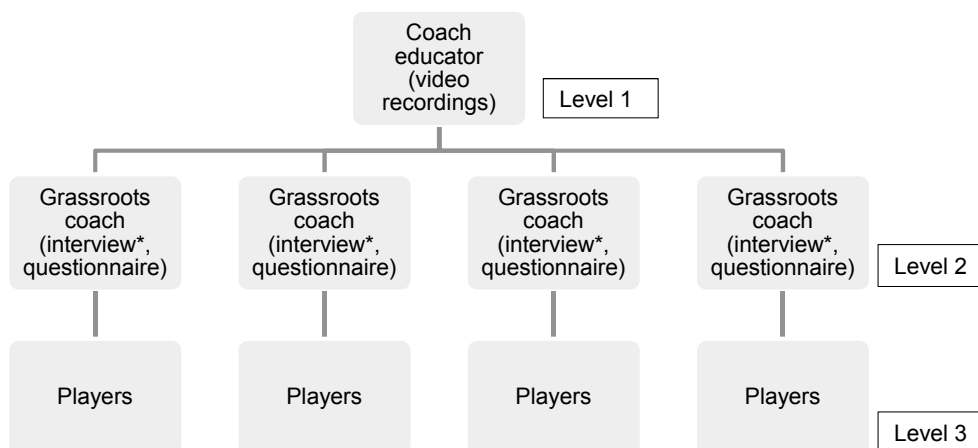 Coach
educator
(video
recordings)
Level 1
Grassroots
coach
(interview*,
questionnaire)
Grassroots
coach
(interview*,
questionnaire)
Grassroots
coach
(interview*,
questionnaire)
Grassroots
coach
(interview*,
questionnaire)
Level 2
Players
Players
Players
Players
Level 3